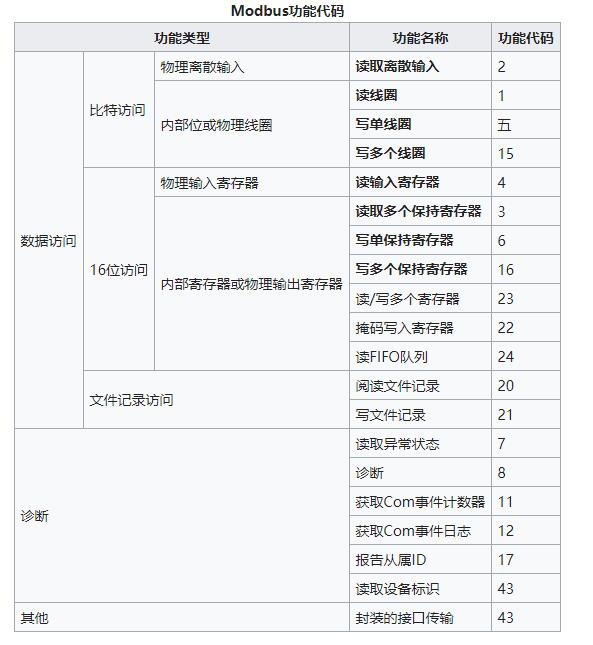 Modbus功能代码
功能类型 功能名称 功能代码
数据访问 比特访问 物理离散输入 读取离散输入 2
内部位或物理线圈 读线圈 1
写单线圈 五
写多个线圈 15
16位访问 物理输入寄存器 读输入寄存器 4
内部寄存器或物理输出寄存器 读取多个保持寄存器 3
写单保持寄存器 6
写多个保持寄存器 16
读/写多个寄存器 23
掩码写入寄存器 22
读FIFO队列 24
文件记录访问 阅读文件记录 20
写文件记录 21
诊断 读取异常状态 7
诊断 8
获取Com事件计数器 11
获取Com事件日志 12
报告从属ID 17
读取设备标识 43
其他 封装的接口传输 43